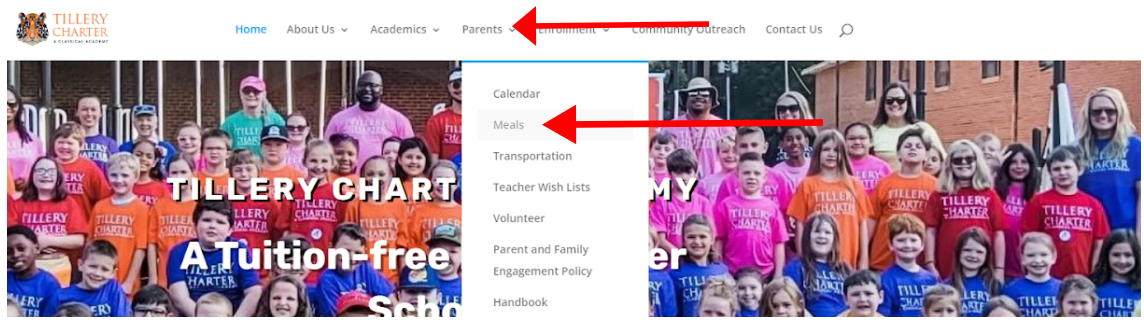 TILLERY
CHARTER
A CLASSICAL ACADEMY
Home About Us Academics Parents Enrollment Community Outreach Contact Us
Calendar
Meals
Transportation
Teacher Wish Lists
Volunteer
Parent and Family
Engagement Policy
Handbook
TILLERY CHART MY
A Tuition-free er
Scho
TILLERY
CHARTER